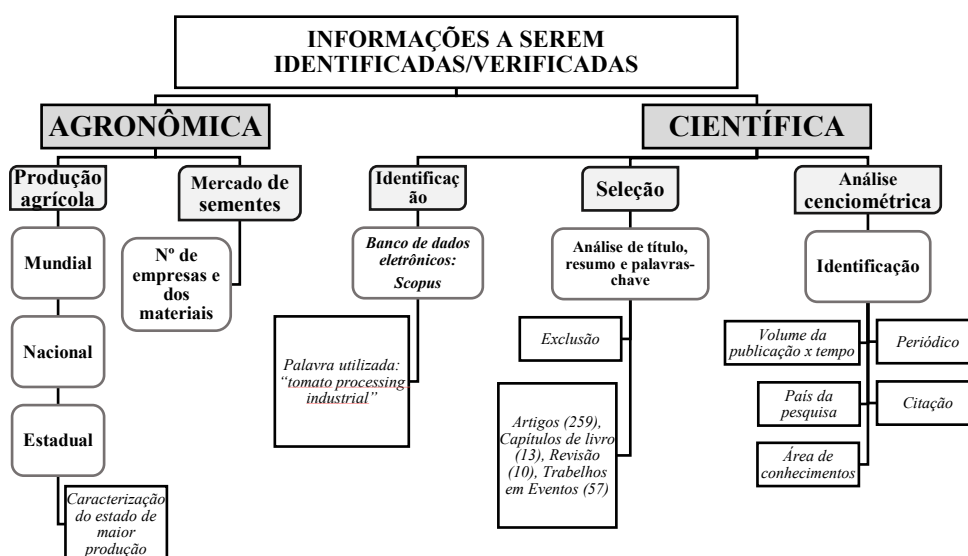 INFORMAÇÕES A SEREM
IDENTIFICADAS/VERIFICADAS
AGRONÔMICA
CIENTÍFICA
Produção
agrícola
Mercado de
sementes
Identificaç
ão
Seleção
Análise
cenciométrica
Mundial
Nº de
empresas e
dos
materiais
Banco de dados
eletrônicos:
Scopus
Análise de título,
resumo e palavras-
chave
Identificação
Nacional
Palavra utilizada:
“tomato processing
industrial”
Exclusão
Volume da
publicação x tempo
Periódico
Estadual
Artigos (259),
Capítulos de livro
(13), Revisão
(10), Trabelhos
em Eventos (57)
País da
pesquisa
Citação
Área de
conhecimentos
Caracterização
do estado de
maior
produção